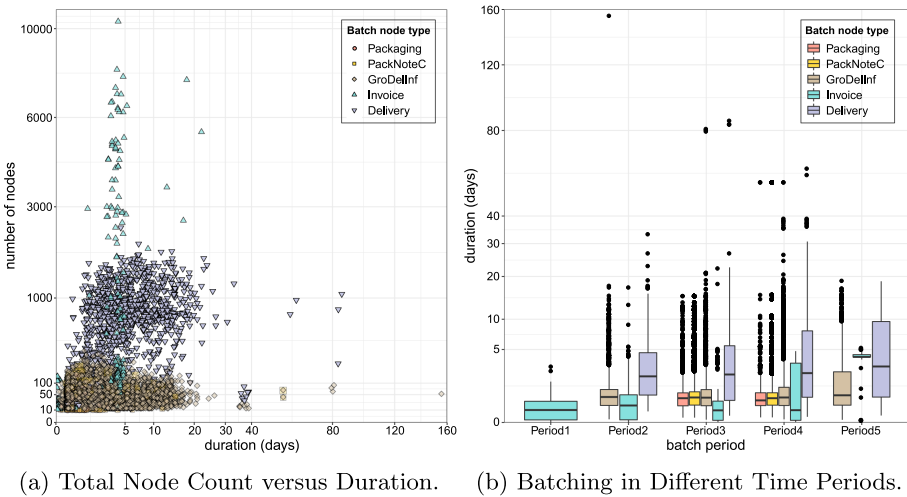 10000
6000
3000
1000
100
50
10
0
number of nodes
0
5
10
20
30
40
80
120
160
duration (days)
Batch node type
Packaging
PackNoteC
GroDelInf
Invoice
Delivery
(a) Total Node Count versus Duration.
160
120
80
40
30
20
10
5
0
duration (days)
Period1
Period2
Period3
Period4
Period5
batch period
Batch node type
Packaging
PackNoteC
GroDelInf
Invoice
Delivery
(b) Batching in Different Time Periods.